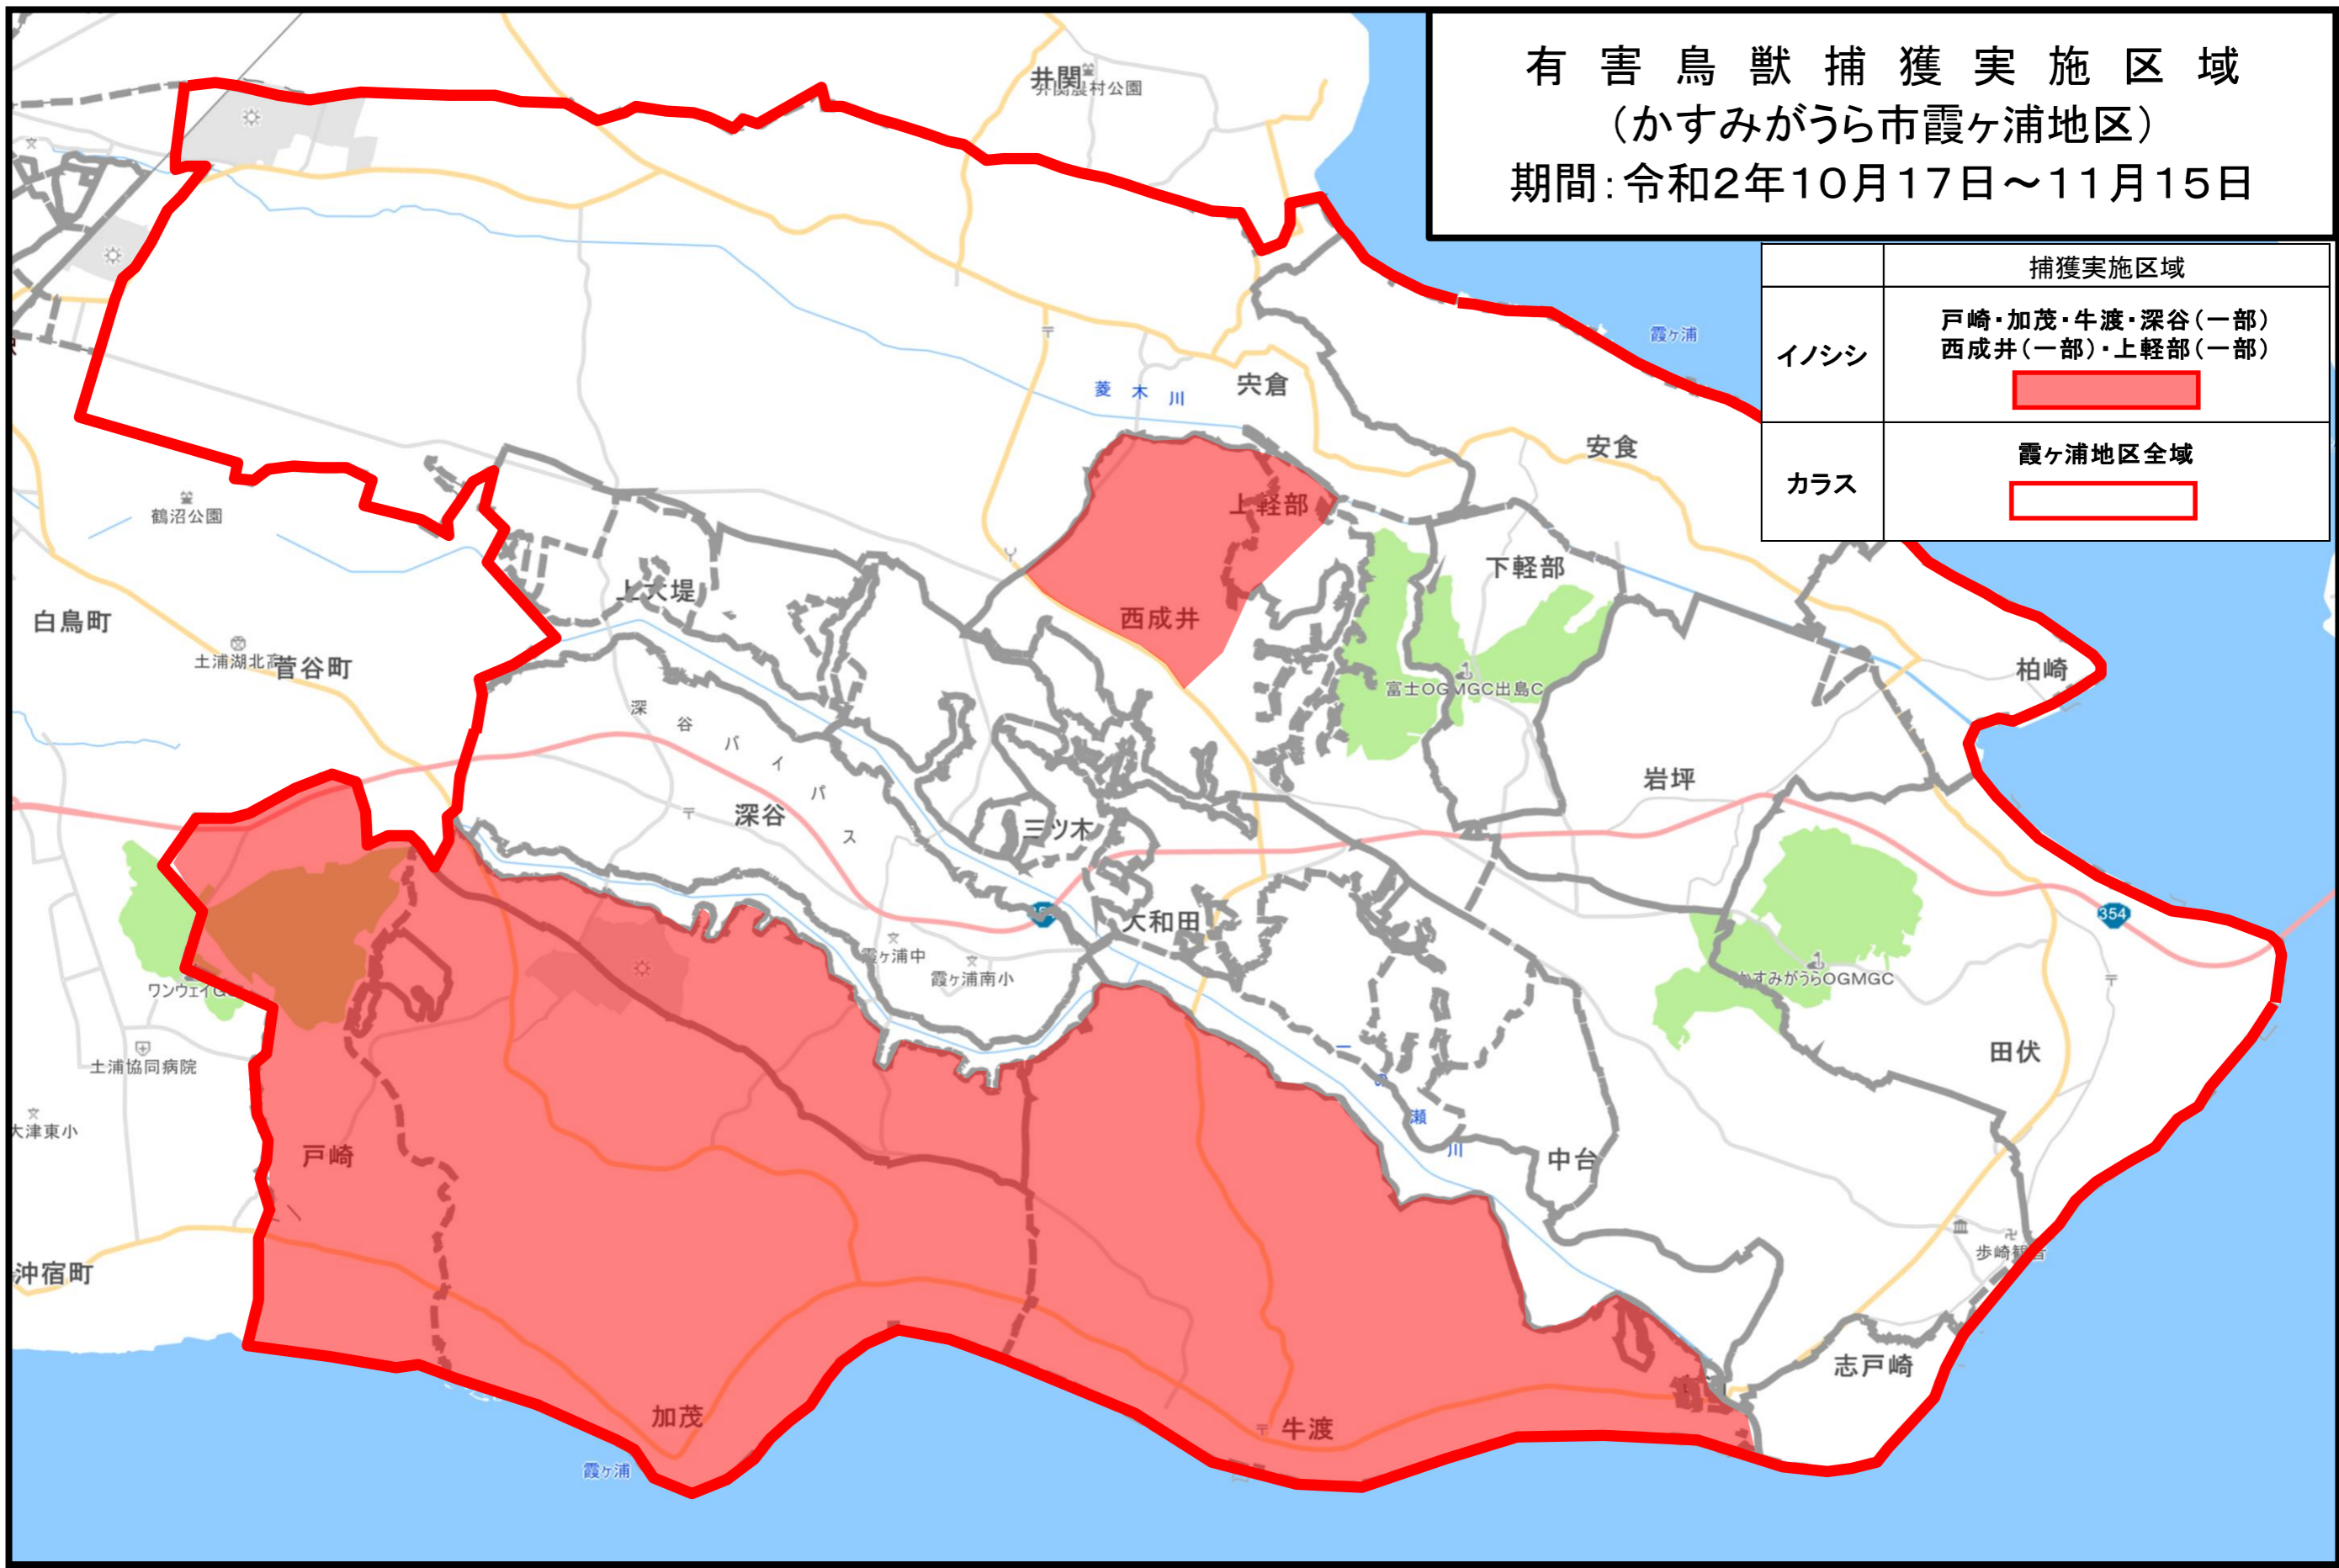 有害鳥獣捕獲実施区域
（かすみがうら市霞ヶ浦地区）
期間：令和2年10月17日～11月15日
捕獲実施区域
イノシシ
戸崎・加茂・牛渡・深谷（一部）
西成井（一部）・上軽部（一部）
カラス
霞ヶ浦地区全域
井関
井関農村公園
霞ヶ浦
菱木川
宍倉
安食
鶴沼公園
上軽部
下軽部
上大堤
西成井
白鳥町
土浦湖北高
菅谷町
富士OGMGC出島C
柏崎
深谷バイパス
深谷
三ツ木
岩坪
大和田
354
霞ヶ浦中
霞ヶ浦南小
かすみがうらOGMGC
ワンウェイG
土浦協同病院
田伏
大津東小
戸崎
一の瀬川
中台
歩崎観音
沖宿町
志戸崎
加茂
牛渡
霞ヶ浦